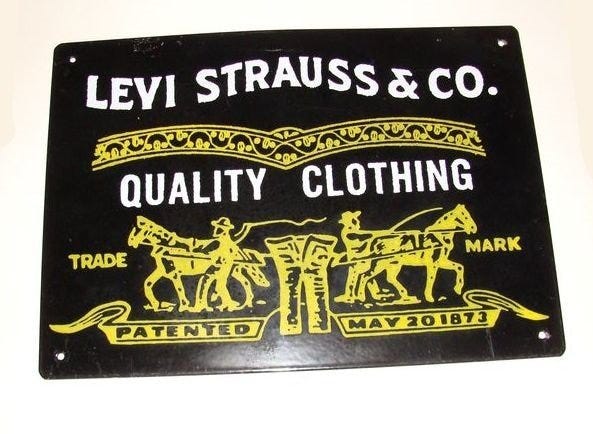 LEVI STRAUSS & CO.
QUALITY CLOTHING
TRADE MARK
PATENTED MAY 20 1873